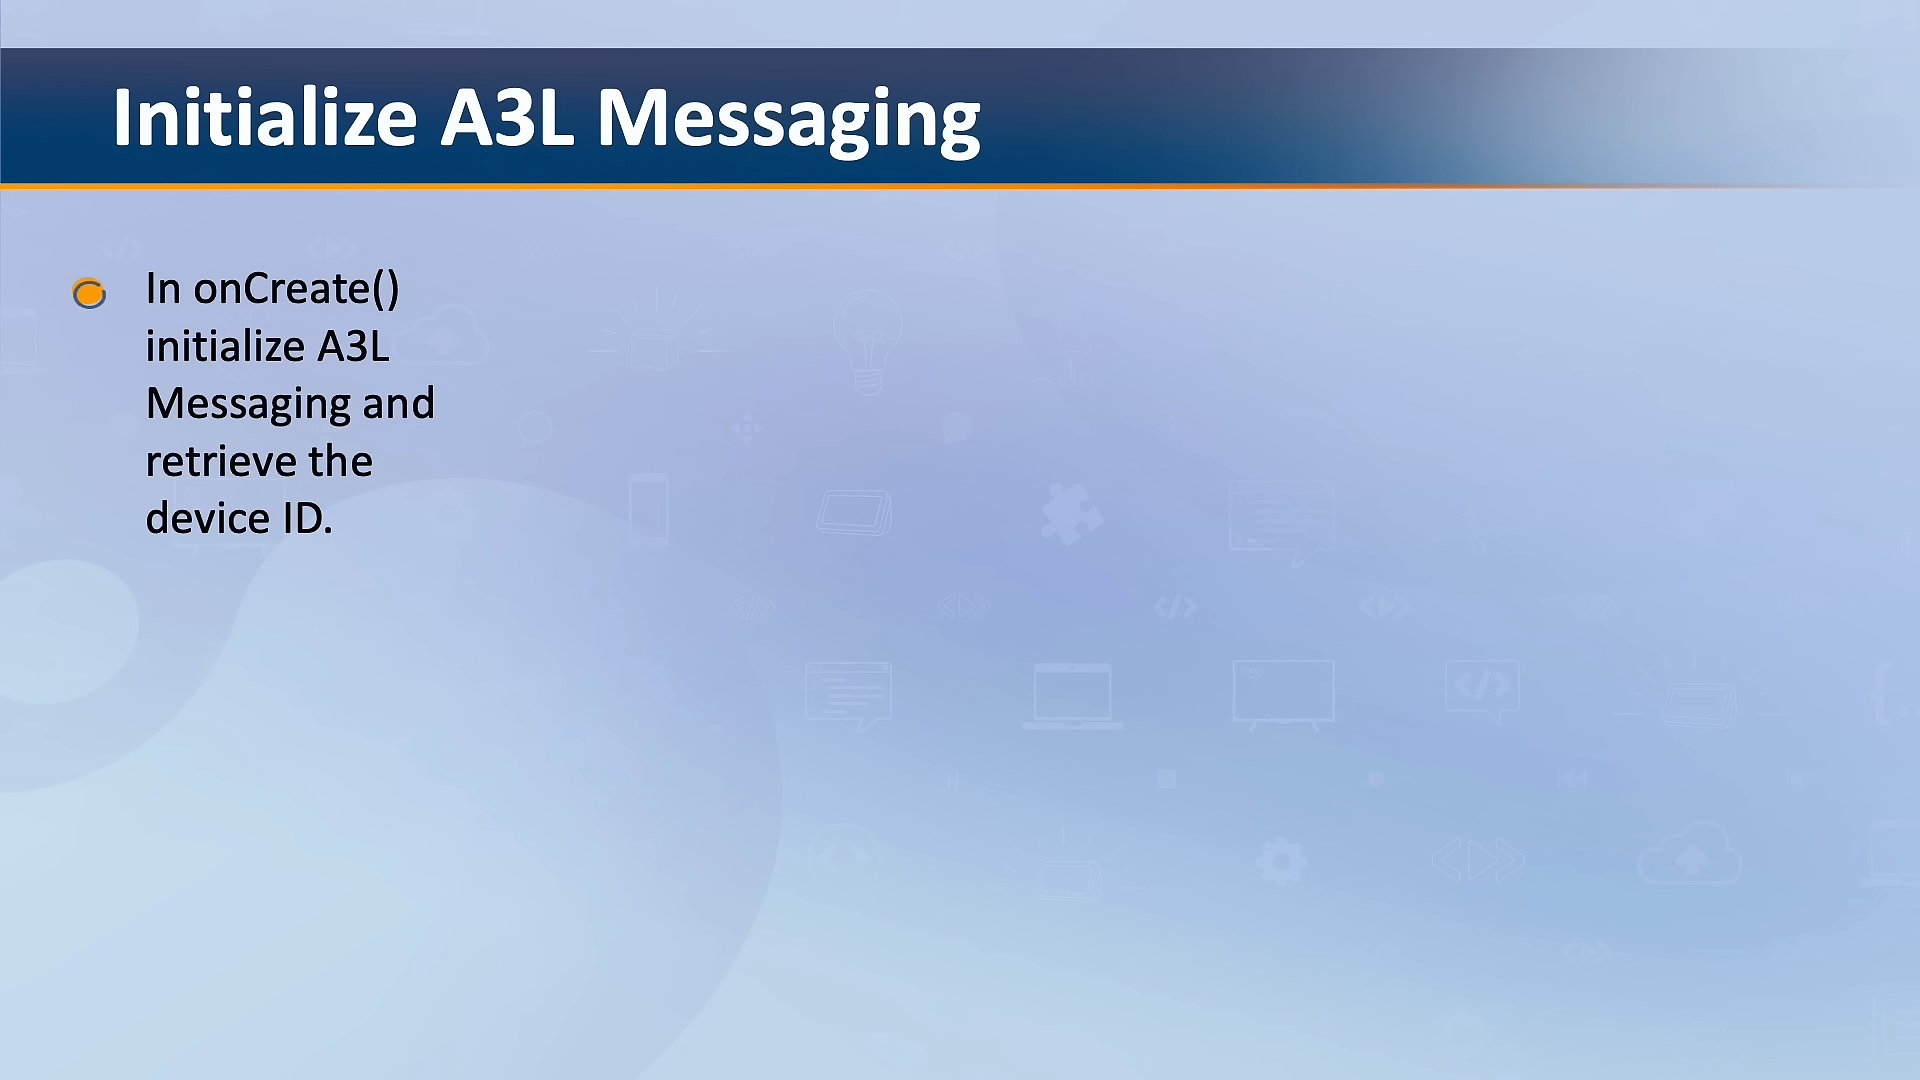 Initialize A3L Messaging
In onCreate()
initialize A3L
Messaging and
retrieve the
device ID.